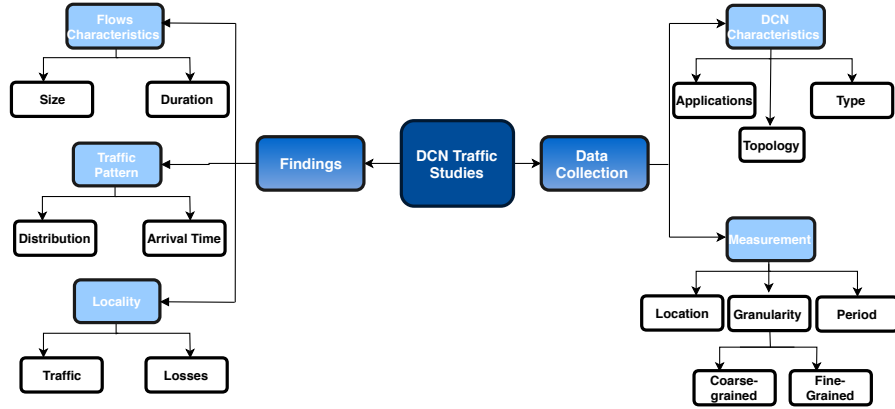 Flows
Characteristics
Size
Duration
Traffic
Pattern
Distribution
Arrival Time
Locality
Traffic
Losses
Findings
DCN Traffic
Studies
Data
Collection
DCN
Characteristics
Applications
Type
Topology
Measurement
Location
Granularity
Period
Coarse-
grained
Fine-
Grained